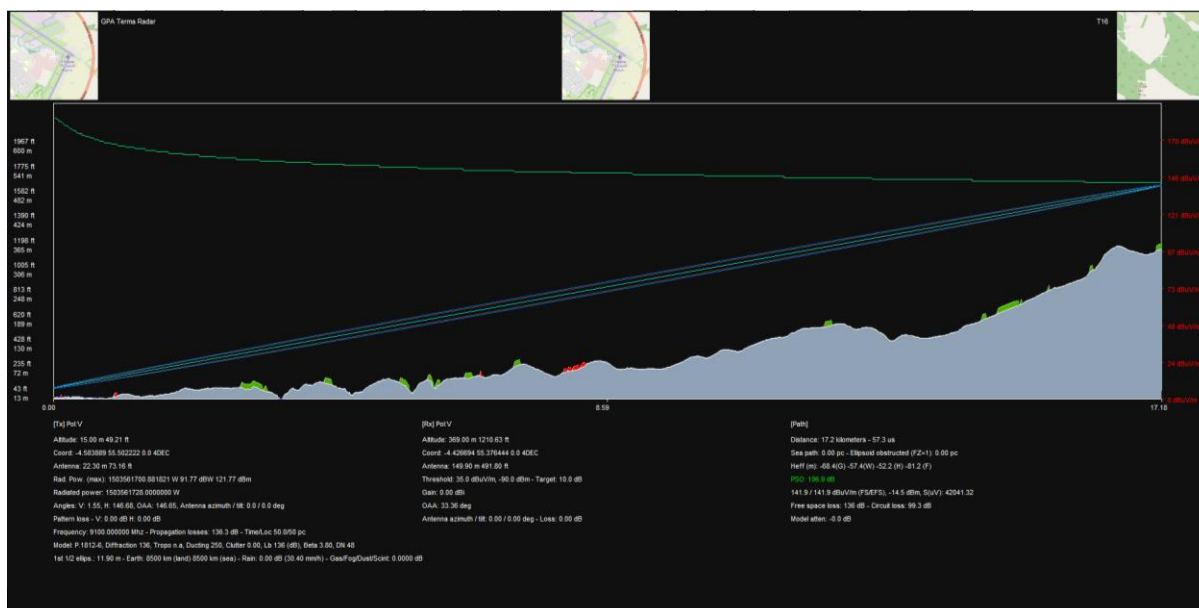 GPA Terma Radar
T16
1967 ft
600 m
1775 ft
541 m
1582 ft
482 m
1390 ft
424 m
1198 ft
365 m
1005 ft
306 m
813 ft
248 m
620 ft
189 m
428 ft
130 m
235 ft
72 m
43 ft
13 m
170 dBuV/m
146 dBuV/m
121 dBuV/m
97 dBuV/m
73 dBuV/m
48 dBuV/m
24 dBuV/m
0 dBuV/m
0.00
8.59
17.18
[Tx] Pol:V
Altitude: 15.00 m 49.21 ft
Coord: -4.583889 55.502222 0.0 4DEC
Antenna: 22.30 m 73.16 ft
Rad. Pow. (max): 1503561700.881821 W 91.77 dBW 121.77 dBm
Radiated power: 1503561728.0000000 W
Angles: V: 1.55, H: 146.68, OAA: 146.65, Antenna azimuth / tilt: 0.0 / 0.0 deg
Pattern loss - V: 0.00 dB H: 0.00 dB
Frequency: 9100.000000 Mhz - Propagation losses: 136.3 dB - Time/Loc 50.0/50 pc
Model: P.1812-6, Diffraction 136, Tropo n.a, Ducting 250, Clutter 0.00, Lb 136 (dB), Beta 3.80, DN 48
1st 1/2 ellips.: 11.90 m - Earth: 8500 km (land) 8500 km (sea) - Rain: 0.00 dB (30.40 mm/h) - Gas/Fog/Dust/Scint: 0.0000 dB
[Rx] Pol:V
Altitude: 369.00 m 1210.63 ft
Coord: -4.426694 55.376444 0.0 4DEC
Antenna: 149.90 m 491.80 ft
Threshold: 35.0 dBuV/m, -90.0 dBm - Target: 10.0 dB
Gain: 0.00 dBi
OAA: 33.36 deg
Antenna azimuth / tilt: 0.00 / 0.00 deg - Loss: 0.00 dB
[Path]
Distance: 17.2 kilometers - 57.3 us
Sea path: 0.00 pc - Ellipsoid obstructed (FZ=1): 0.00 pc
Heff (m): -68.4(G) -57.4(W) -52.2 (H) -81.2 (F)
PSO: 106.9 dB
141.9 / 141.9 dBuV/m (FS/EFS), -14.5 dBm, S(uV): 42041.32
Free space loss: 136 dB - Circuit loss: 99.3 dB
Model atten: -0.0 dB